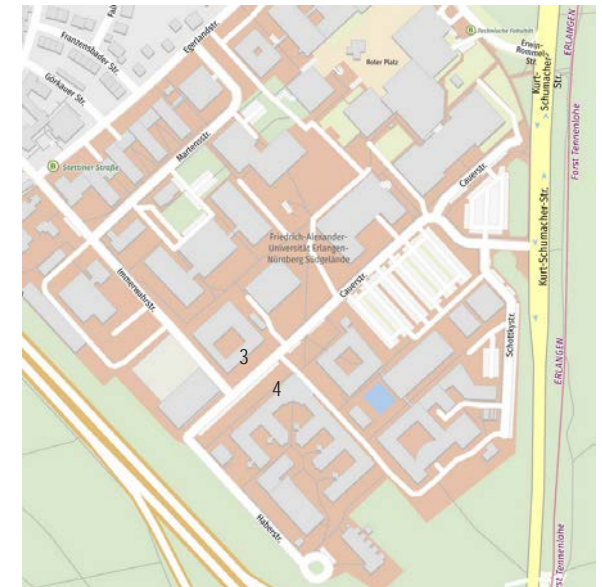 Franzensbader Str.
Egerlandstr.
Görkauer Str.
Technische Fakultät
Erwin-
Rommel-
Str.
Roter Platz
Kurt-
Schumacher-
Str.
ERLANGEN
Forst Tennenlohe
Martensstr.
Stettiner Straße
Cauerstr.
Kurt-Schumacher-Str.
Friedrich-Alexander-
Universität Erlangen-
Nürnberg Südgelände
Immerwahrstr.
Cauerstr.
Schottkystr.
3
4
ERLANGEN
Haberstr.
Forst Tennenlohe